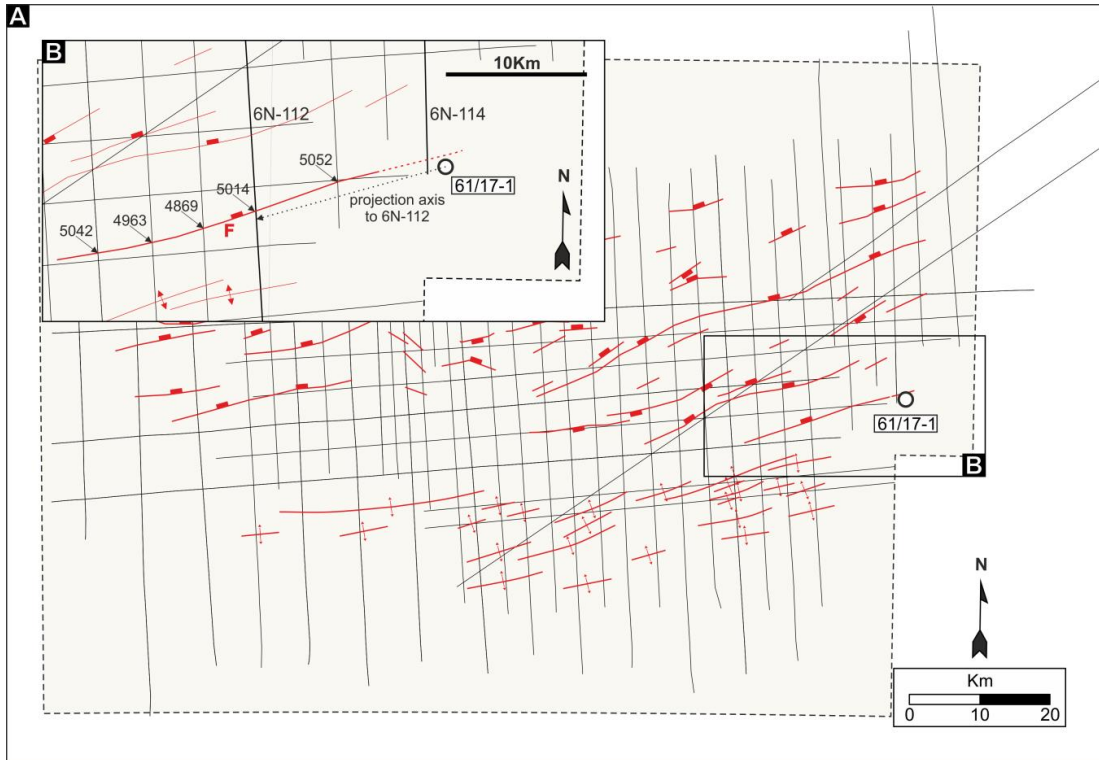 A
B
10Km
6N-112
6N-114
5052
61/17-1
5014
projection axis
to 6N-112
4869
4963
F
5042
N
61/17-1
B
N
Km
0 10 20